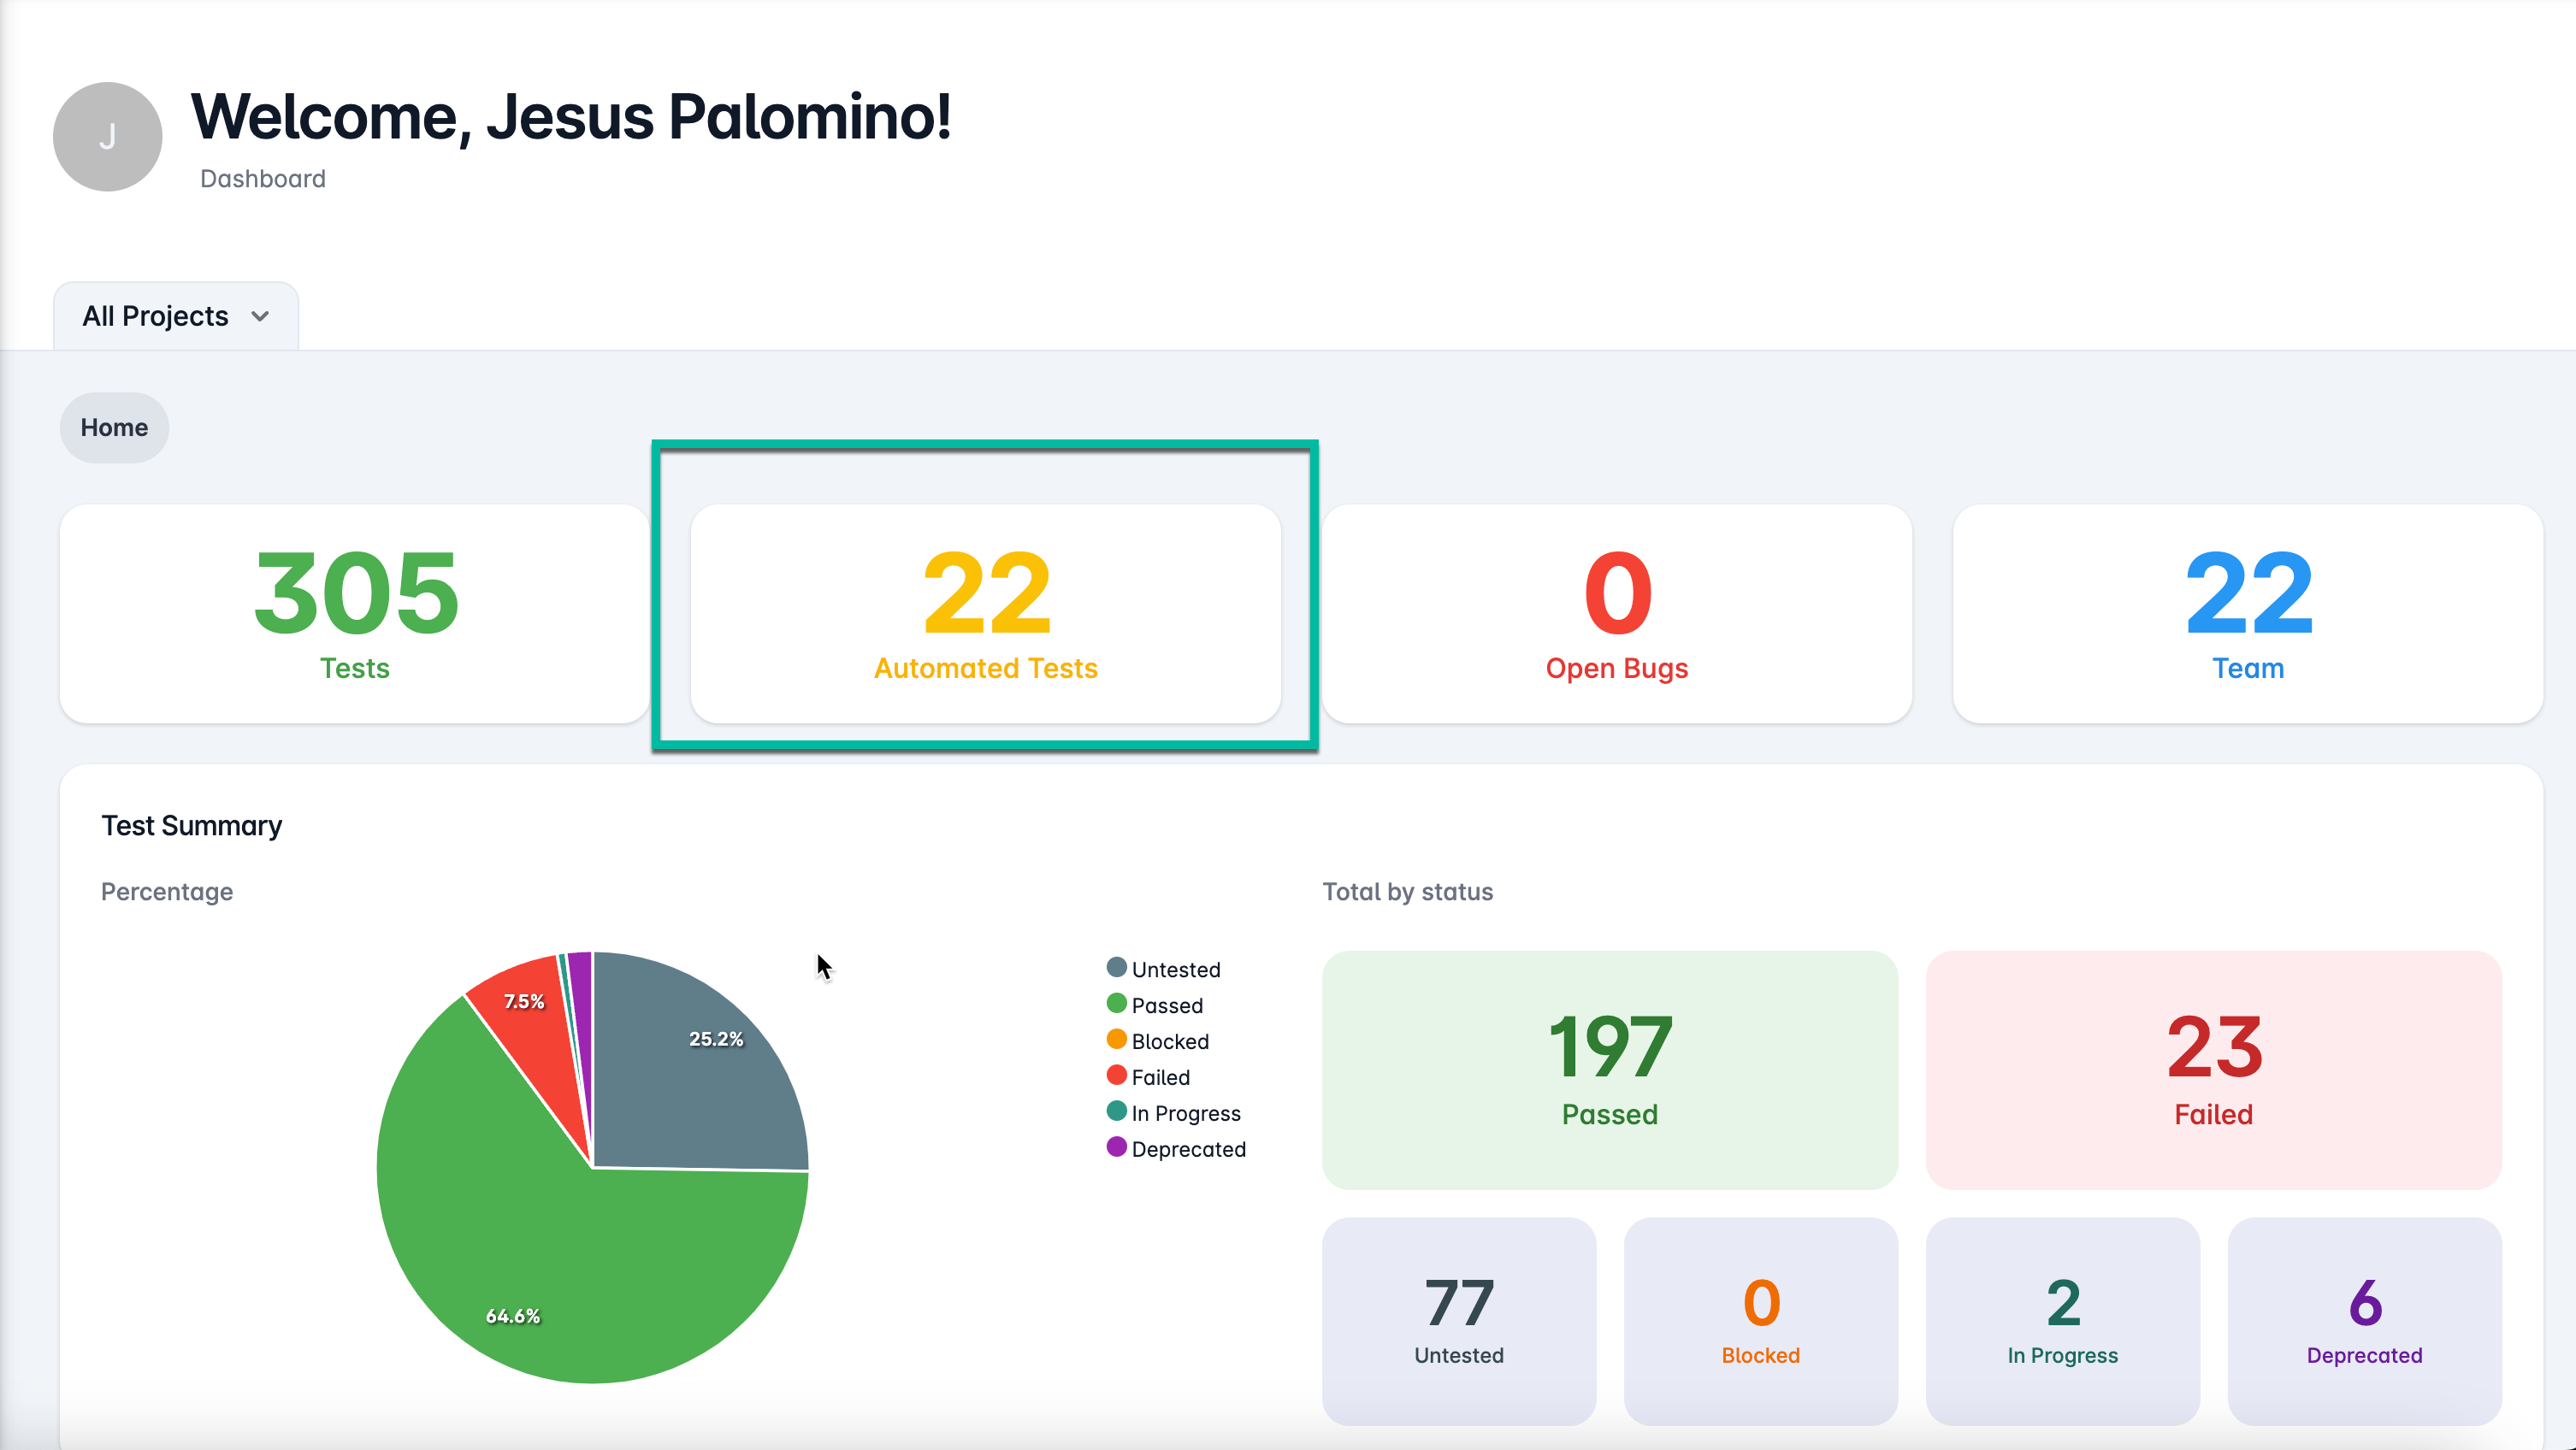 J
Welcome, Jesus Palomino!
Dashboard
All Projects
Home
305
Tests
22
Automated Tests
0
Open Bugs
22
Team
Test Summary
Percentage
7.5%
25.2%
64.6%
Untested
Passed
Blocked
Failed
In Progress
Deprecated
Total by status
197
Passed
23
Failed
77
Untested
0
Blocked
2
In Progress
6
Deprecated